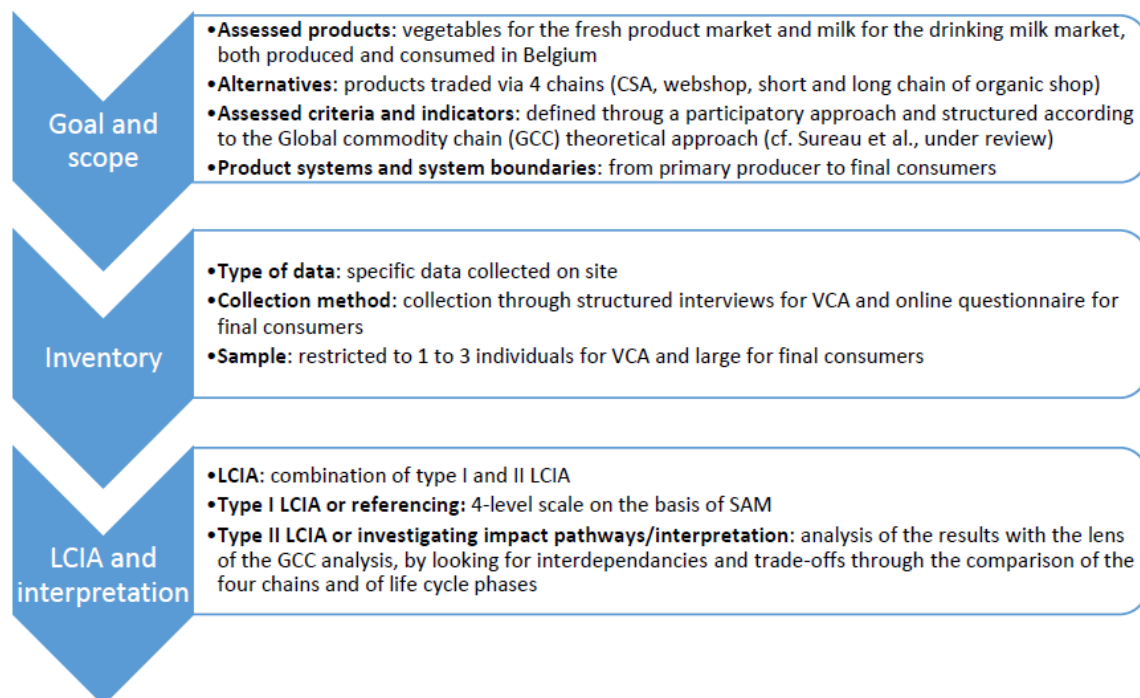 Goal and
scope
•Assessed products: vegetables for the fresh product market and milk for the drinking milk market,
both produced and consumed in Belgium
•Alternatives: products traded via 4 chains (CSA, webshop, short and long chain of organic shop)
•Assessed criteria and indicators: defined throug a participatory approach and structured according
to the Global commodity chain (GCC) theoretical approach (cf. Sureau et al., under review)
•Product systems and system boundaries: from primary producer to final consumers
Inventory
•Type of data: specific data collected on site
•Collection method: collection through structured interviews for VCA and online questionnaire for
final consumers
•Sample: restricted to 1 to 3 individuals for VCA and large for final consumers
LCIA and
interpretation
•LCIA: combination of type I and II LCIA
•Type I LCIA or referencing: 4-level scale on the basis of SAM
•Type II LCIA or investigating impact pathways/interpretation: analysis of the results with the lens
of the GCC analysis, by looking for interdependancies and trade-offs through the comparison of the
four chains and of life cycle phases